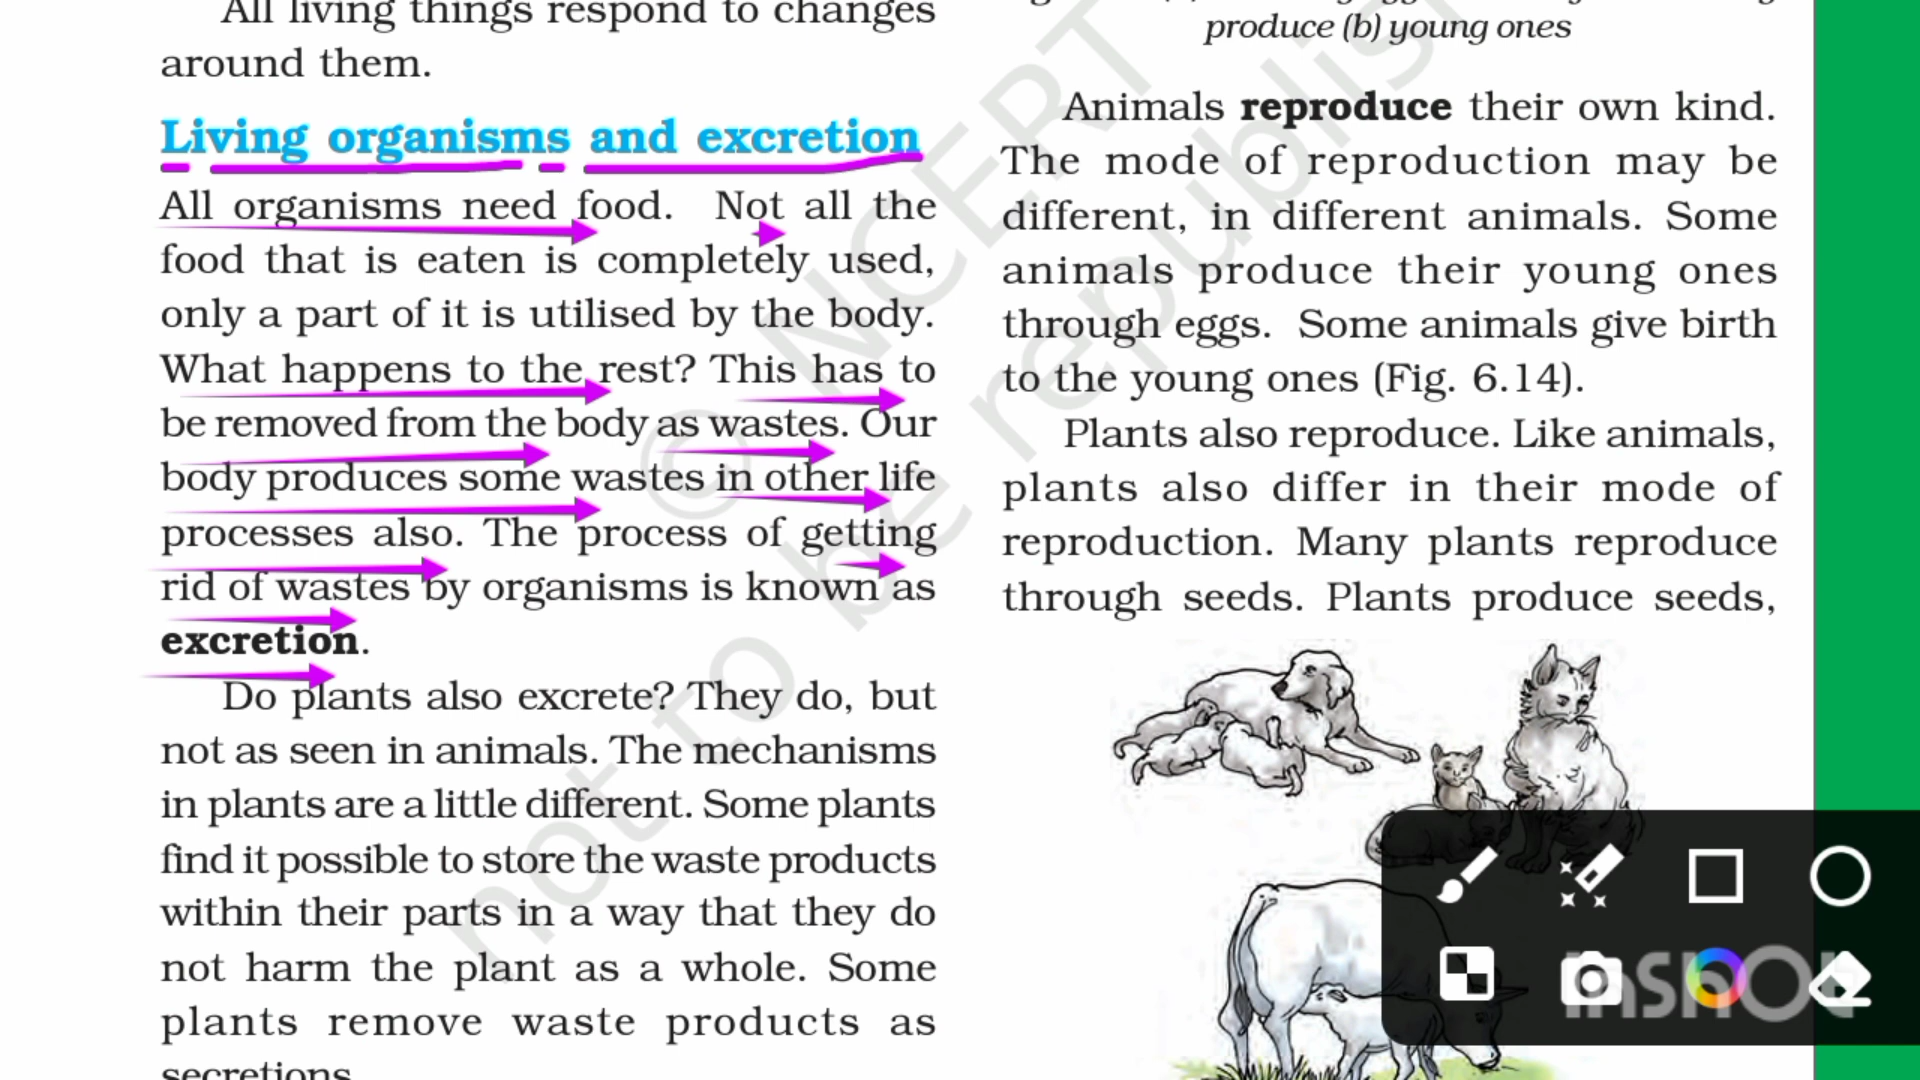 All living things respond to changes
around them.
Living organisms and excretion
All organisms need food. Not all the
food that is eaten is completely used,
only a part of it is utilised by the body.
What happens to the rest? This has to
be removed from the body as wastes. Our
body produces some wastes in other life
processes also. The process of getting
rid of wastes by organisms is known as
excretion.
Do plants also excrete? They do, but
not as seen in animals. The mechanisms
in plants are a little different. Some plants
find it possible to store the waste products
within their parts in a way that they do
not harm the plant as a whole. Some
plants remove waste products as
secretions.
produce (b) young ones
Animals reproduce their own kind.
The mode of reproduction may be
different, in different animals. Some
animals produce their young ones
through eggs. Some animals give birth
to the young ones (Fig. 6.14).
Plants also reproduce. Like animals,
plants also differ in their mode of
reproduction. Many plants reproduce
through seeds. Plants produce seeds,
© NCERT
not to be republis
InShOt